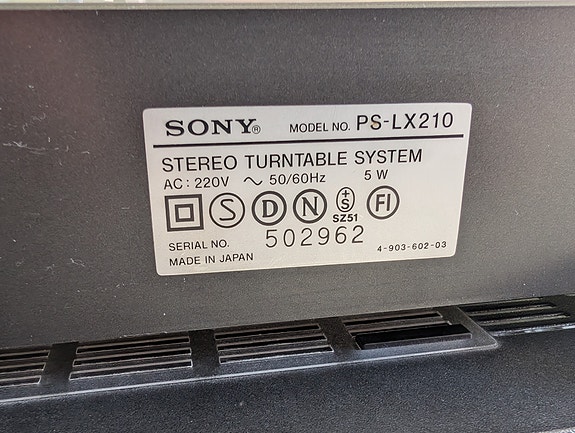 SONY® MODEL NO. PS-LX210
STEREO TURNTABLE SYSTEM
AC: 220V ~ 50/60Hz 5 W
S D N +S FI
SZ51
SERIAL NO. 502962 4-903-602-03
MADE IN JAPAN